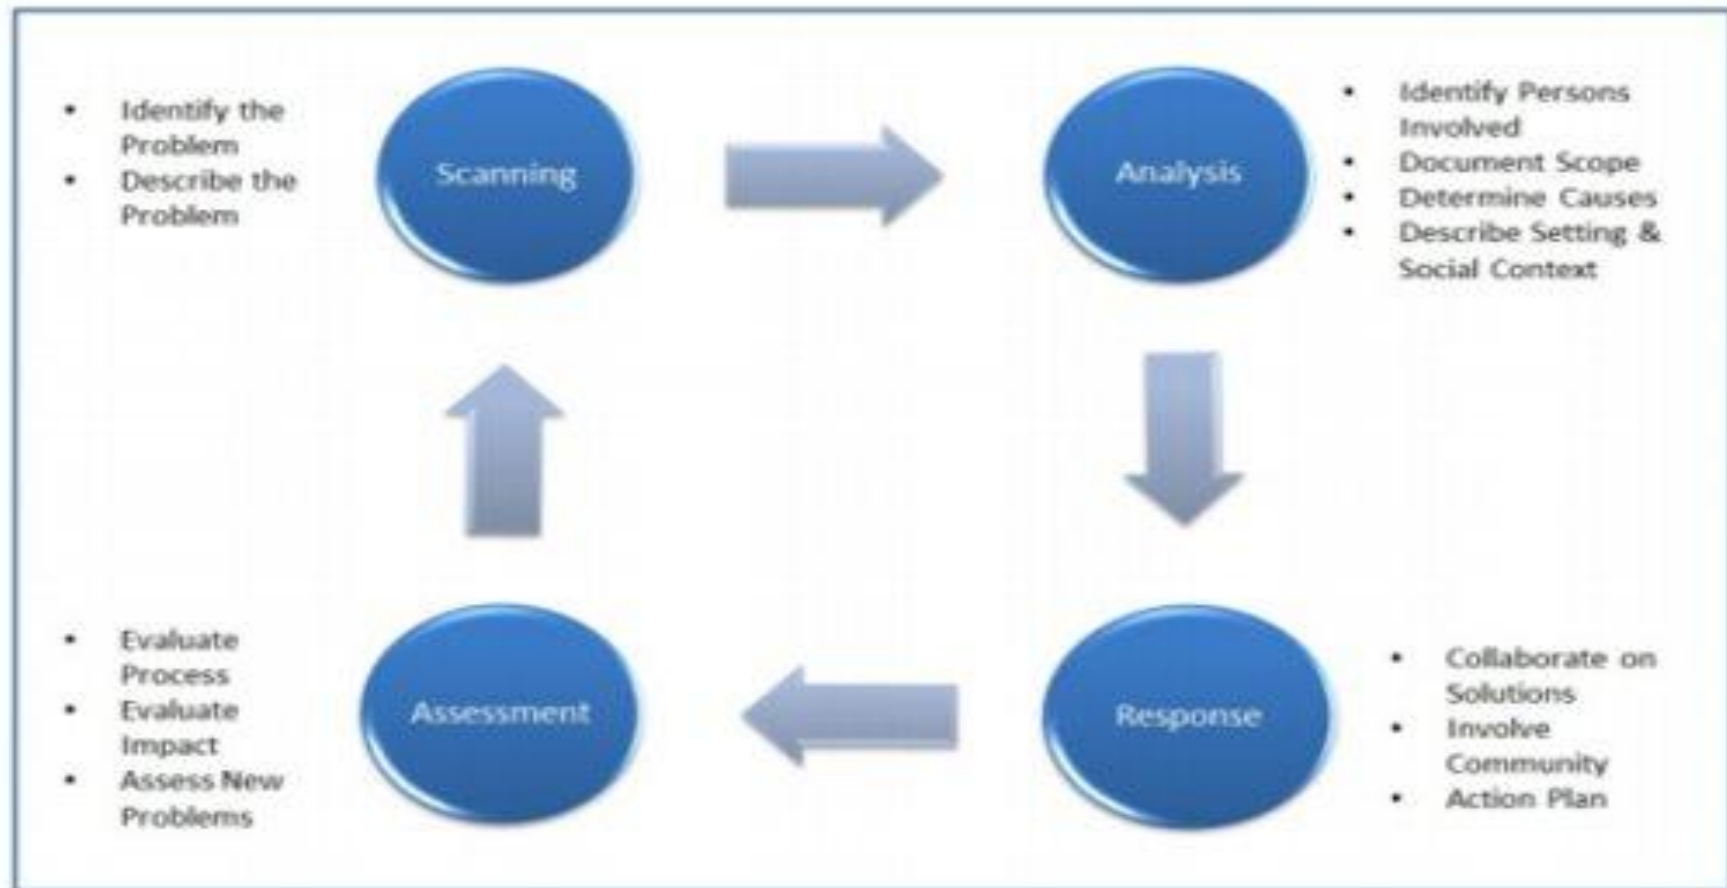 • Identify the
Problem
• Describe the
Problem
Scanning
Analysis
• Identify Persons
Involved
• Document Scope
• Determine Causes
• Describe Setting &
Social Context
• Evaluate
Process
• Evaluate
Impact
• Assess New
Problems
Assessment
Response
• Collaborate on
Solutions
• Involve
Community
• Action Plan